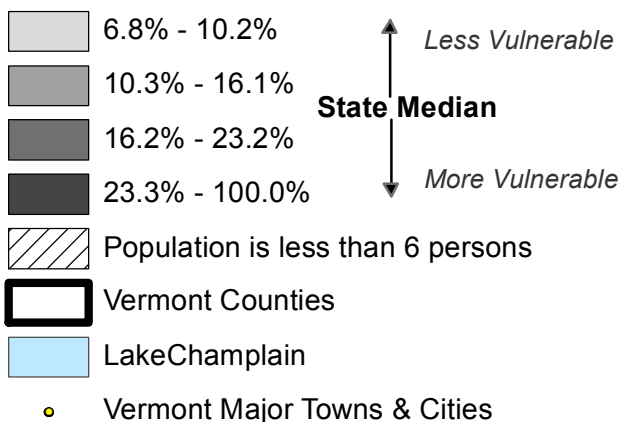 6.8% - 10.2%
Less Vulnerable
10.3% - 16.1%
State Median
16.2% - 23.2%
More Vulnerable
23.3% - 100.0%
Population is less than 6 persons
Vermont Counties
LakeChamplain
Vermont Major Towns & Cities